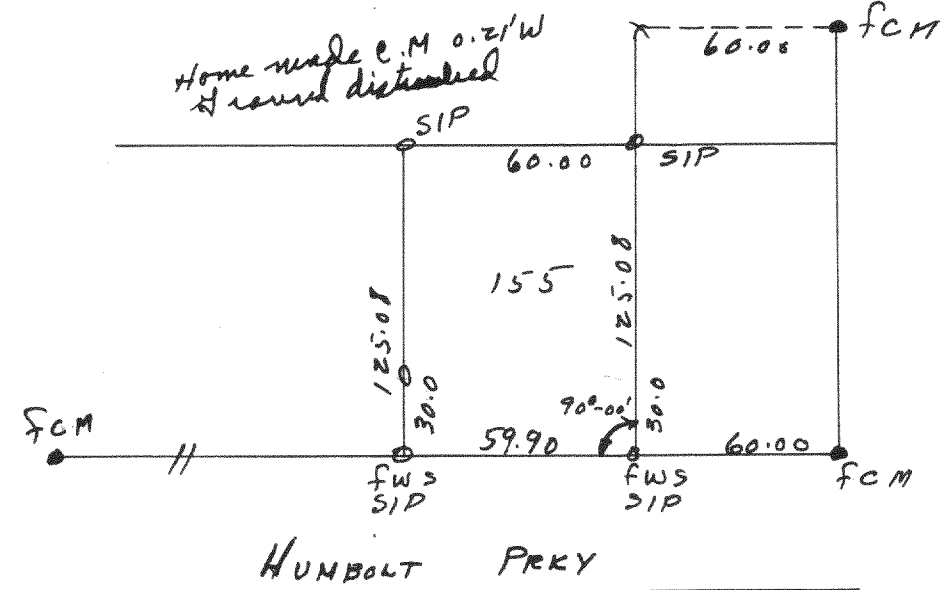 Home made C.M 0.21'W
Ground disturbed
60.00
fCM
SIP
60.00
SIP
125.08
155
125.08
30.0
90°-00'
30.0
fCM
59.90
60.00
fWS
SIP
fWS
SIP
fCM
HUMBOLT PRKY